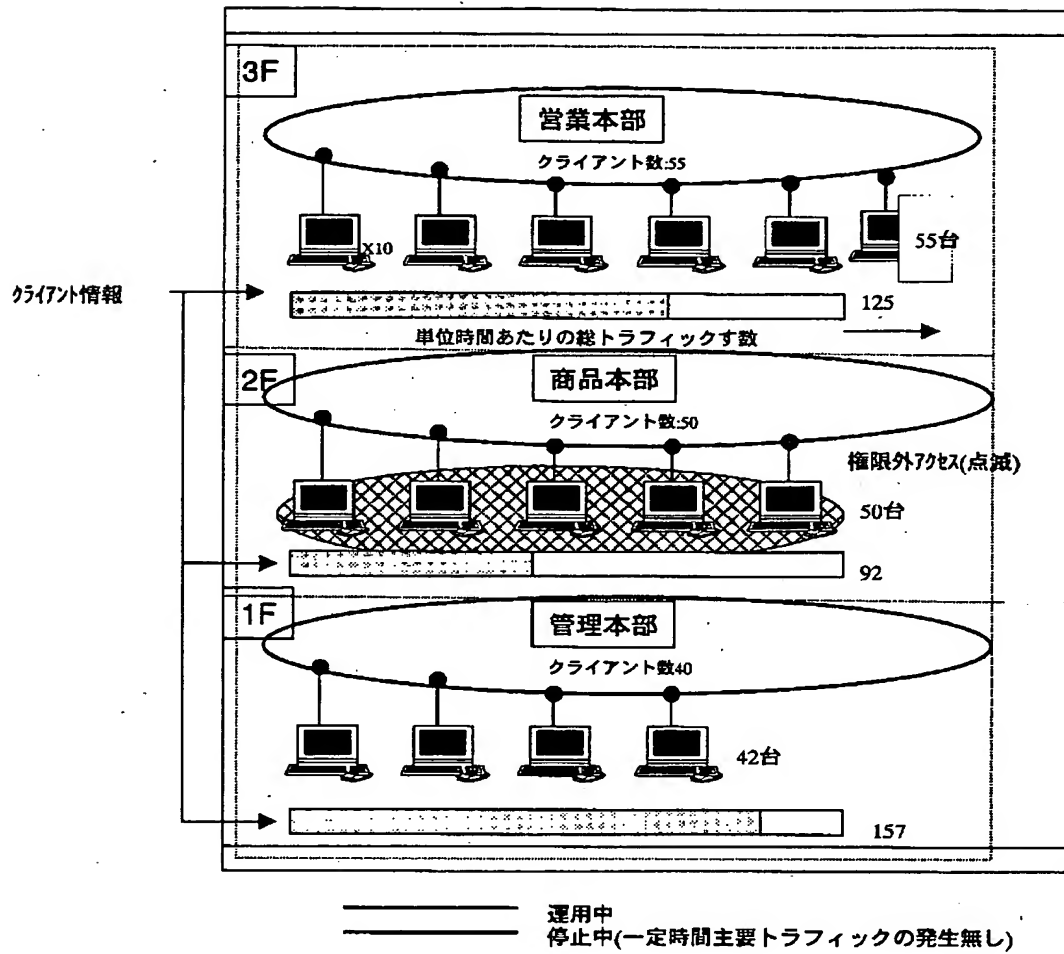 3F
営業本部
クライアント数:55
X10
55台
クライアント情報
125
単位時間あたりの総トラフィックす数
2F
商品本部
クライアント数:50
権限外アクセス(点滅)
50台
92
1F
管理本部
クライアント数40
42台
157
運用中
停止中(一定時間主要トラフィックの発生無し)